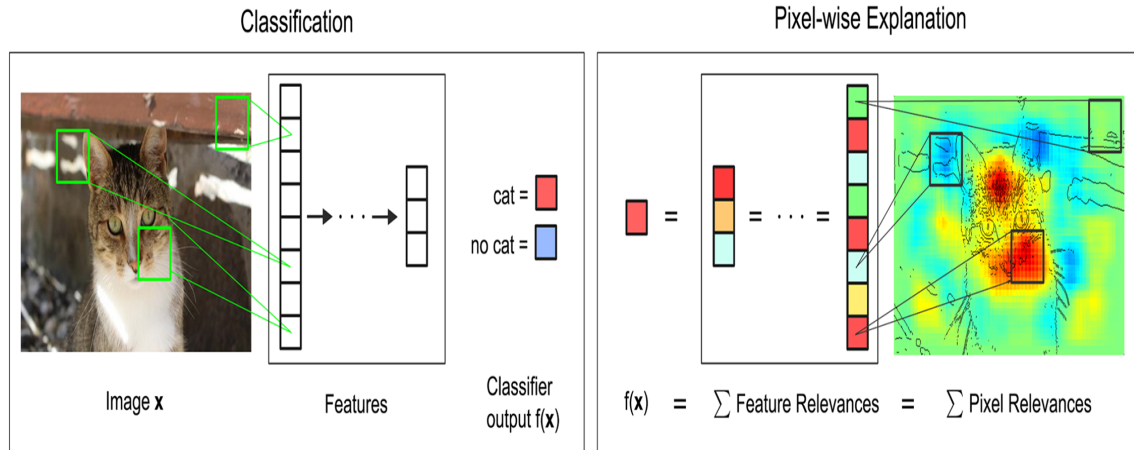 Classification
Pixel-wise Explanation
cat =
no cat =
= = · · · =
Image x
Features
Classifier
output f(x)
f(x) = ∑ Feature Relevances = ∑ Pixel Relevances